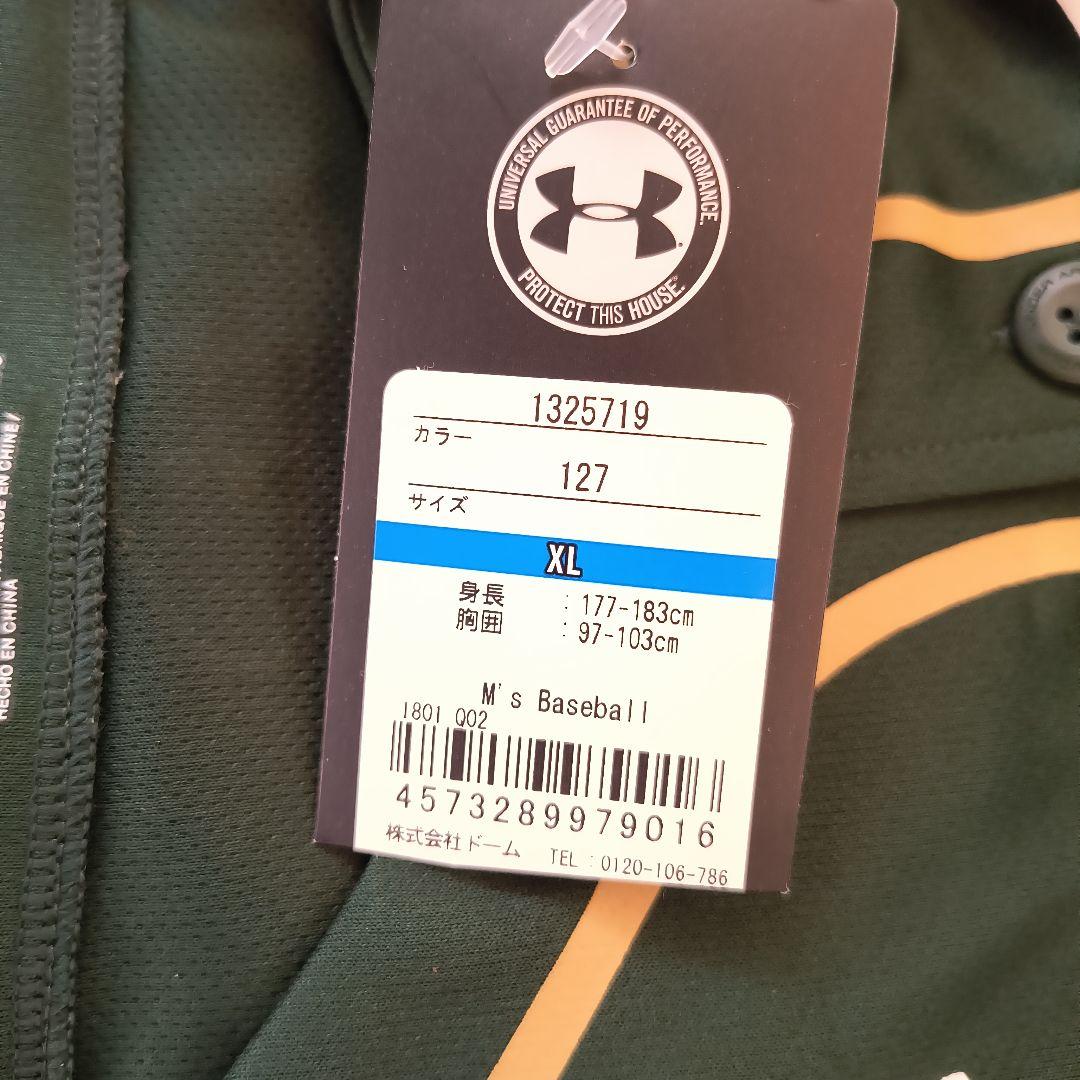 UNIVERSAL GUARANTEE OF PERFORMANCE.
PROTECT THIS HOUSE.
1325719
カラー
127
サイズ
XL
身長 : 177-183cm
胸囲 : 97-103cm
M's Baseball
1801 Q02
4573289979016
株式会社ドーム TEL : 0120-106-786
EN CHINE/
HECHO EN CHINA